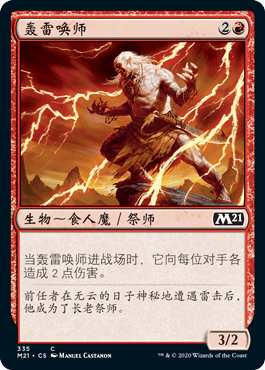 轰雷唤师 2
生物～食人魔／祭师 M21
当轰雷唤师进战场时，它向每位对手各
造成2点伤害。
前任者在无云的日子神秘地遭遇雷击后，
他成为了长老祭师。
3/2
335 C
M21 • CS MANUEL CASTAÑÓN ™ & © 2020 Wizards of the Coast